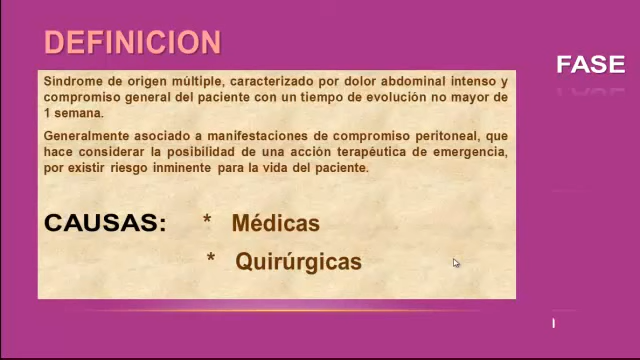 DEFINICION
Síndrome de origen múltiple, caracterizado por dolor abdominal intenso y
compromiso general del paciente con un tiempo de evolución no mayor de
1 semana.
Generalmente asociado a manifestaciones de compromiso peritoneal, que
hace considerar la posibilidad de una acción terapéutica de emergencia,
por existir riesgo inminente para la vida del paciente.
CAUSAS: * Médicas
* Quirúrgicas
FASE